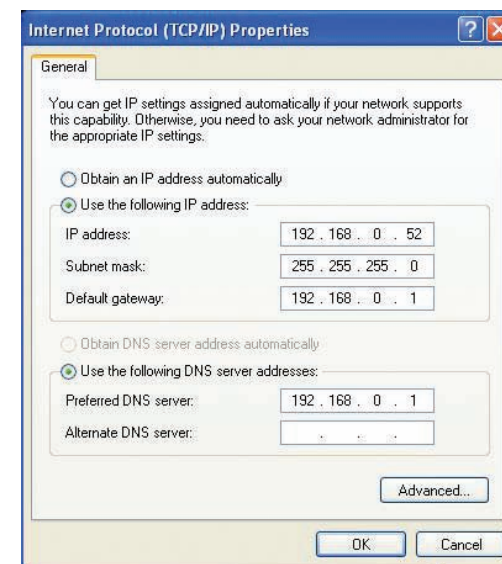 Internet Protocol (TCP/IP) Properties
General
You can get IP settings assigned automatically if your network supports
this capability. Otherwise, you need to ask your network administrator for
the appropriate IP settings.
Obtain an IP address automatically
Use the following IP address:
IP address: 192 . 168 . 0 . 52
Subnet mask: 255 . 255 . 255 . 0
Default gateway: 192 . 168 . 0 . 1
Obtain DNS server address automatically
Use the following DNS server addresses:
Preferred DNS server: 192 . 168 . 0 . 1
Alternate DNS server: . . .
Advanced...
OK Cancel